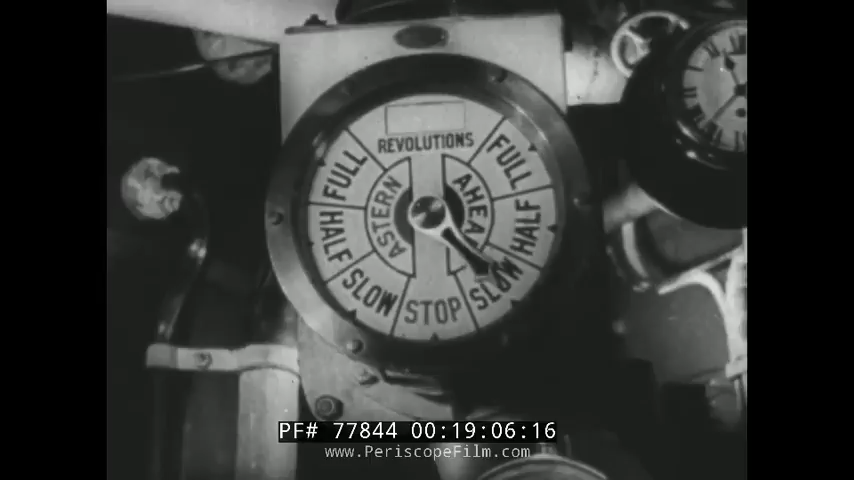 REVOLUTIONS
FULL
FULL
ASTERN
AHEAD
HALF
HALF
SLOW
SLOW
STOP
PF# 77844 00:19:06:16
www.PeriscopeFilm.com